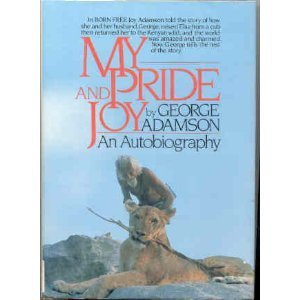 In BORN FREE Joy Adamson told the story of how
she and her husband, George, raised Elsa from a cub
then returned her to the Kenyan wild, and the world
was amazed and charmed.
Now George tells the rest
of the story.
MY
PRIDE
AND
JOY
by GEORGE
ADAMSON
An Autobiography